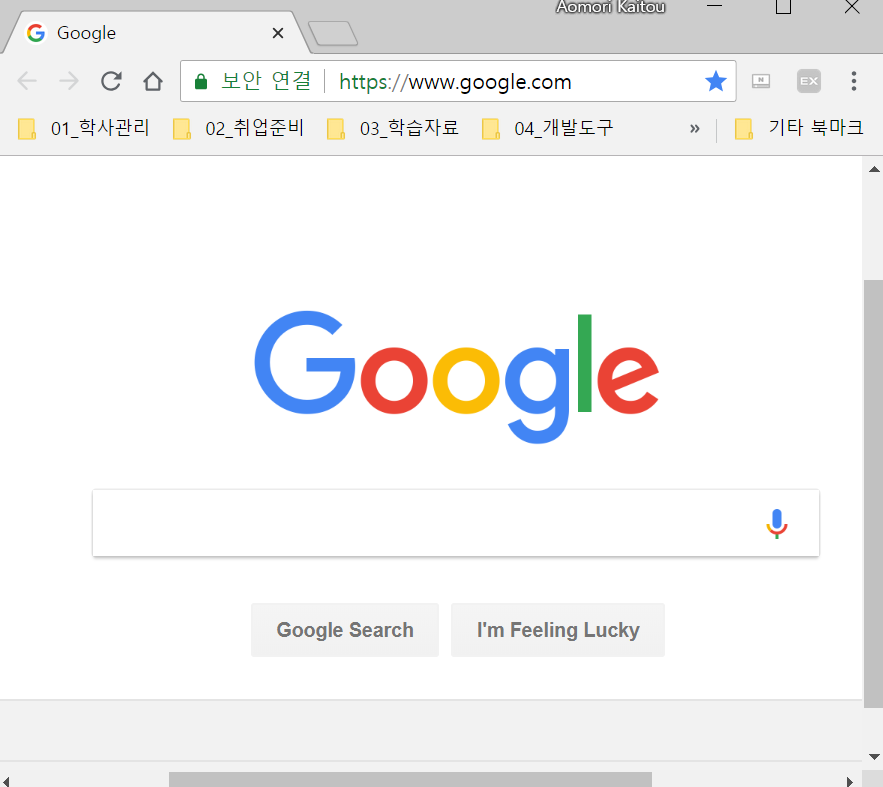 Aomori Kaitou
Google
보안 연결 https://www.google.com
N EX
01_학사관리 02_취업준비 03_학습자료 04_개발도구 » 기타 북마크
Google
Google Search I'm Feeling Lucky